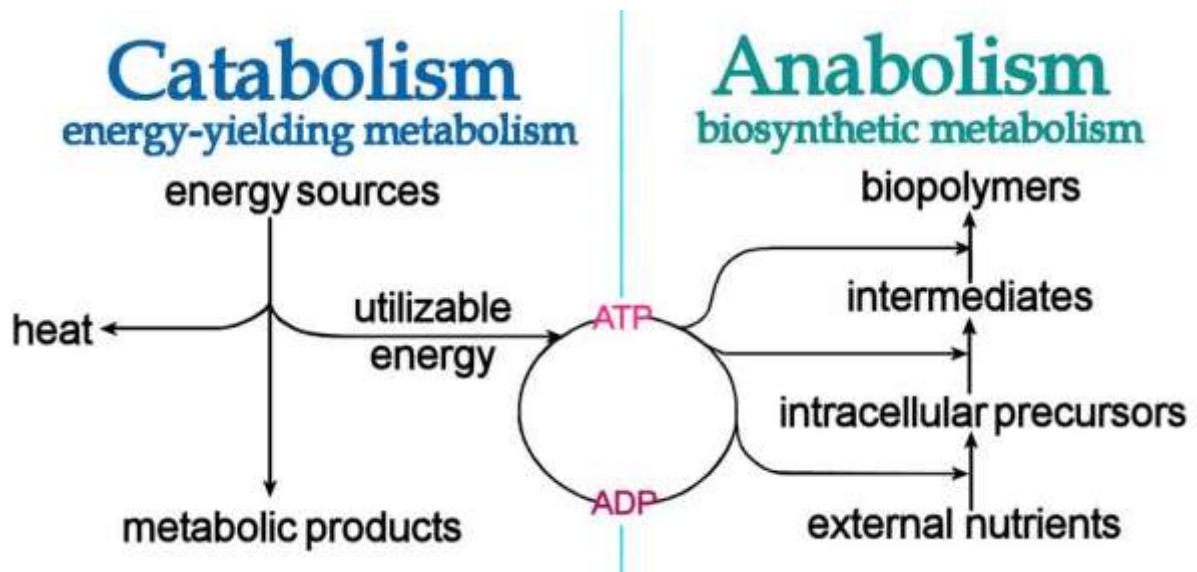 Catabolism
energy-yielding metabolism
energy sources
heat
utilizable
energy
metabolic products
ATP
ADP
Anabolism
biosynthetic metabolism
biopolymers
intermediates
intracellular precursors
external nutrients